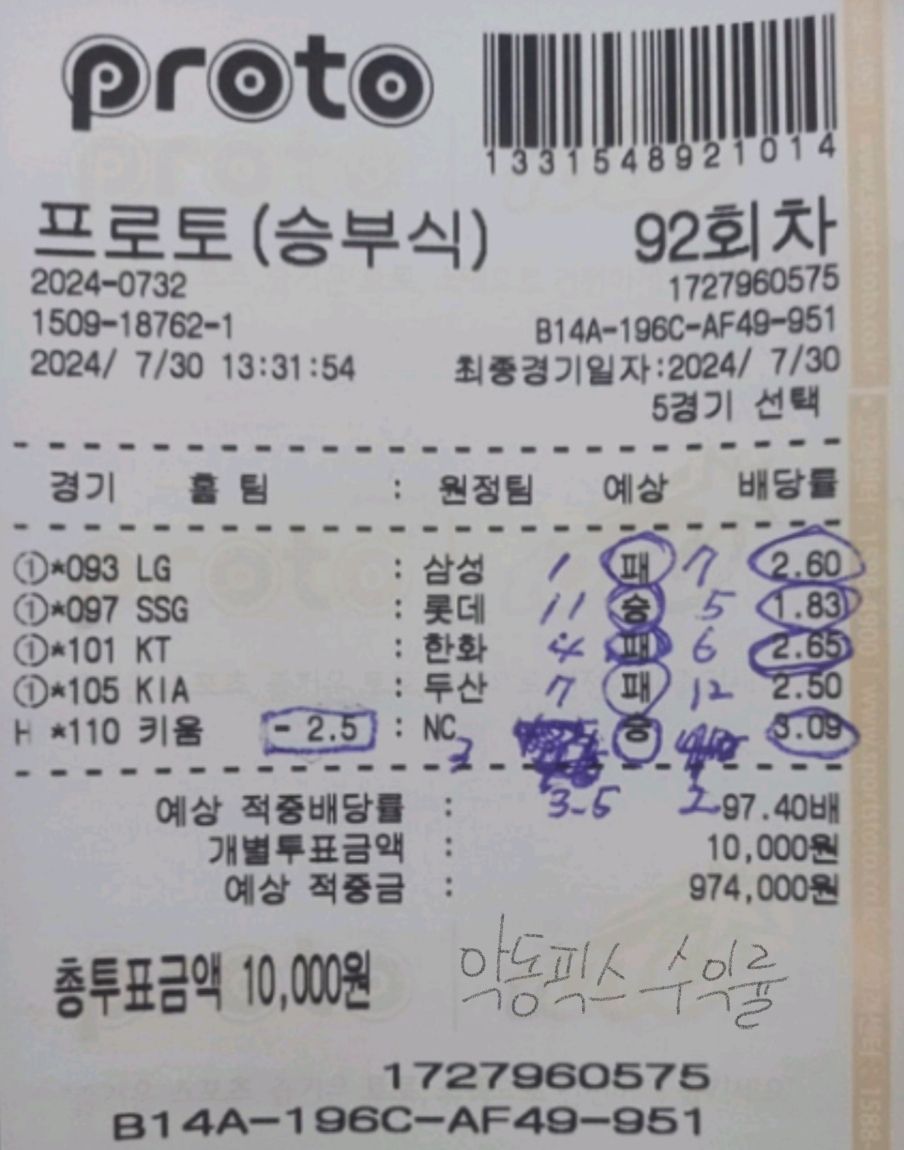 proto
1331548921014
프로토(승부식) 92회차
2024-0732 1727960575
1509-18762-1 B14A-196C-AF49-951
2024/ 7/30 13:31:54 최종경기일자:2024/ 7/30
5경기 선택
경기 홈 팀 : 원정팀 예상 배당률
①*093 LG : 삼성 1 패 7 2.60
①*097 SSG : 롯데 11 승 5 1.83
①*101 KT : 한화 4 패 6 2.65
①*105 KIA : 두산 7 패 12 2.50
H *110 키움 -2.5 : NC 승 3.09
3-5 2
예상 적중배당률 : 97.40배
개별투표금액 : 10,000원
예상 적중금 : 974,000원
총투표금액 10,000원 악동픽스 수익률
1727960575
B14A-196C-AF49-951